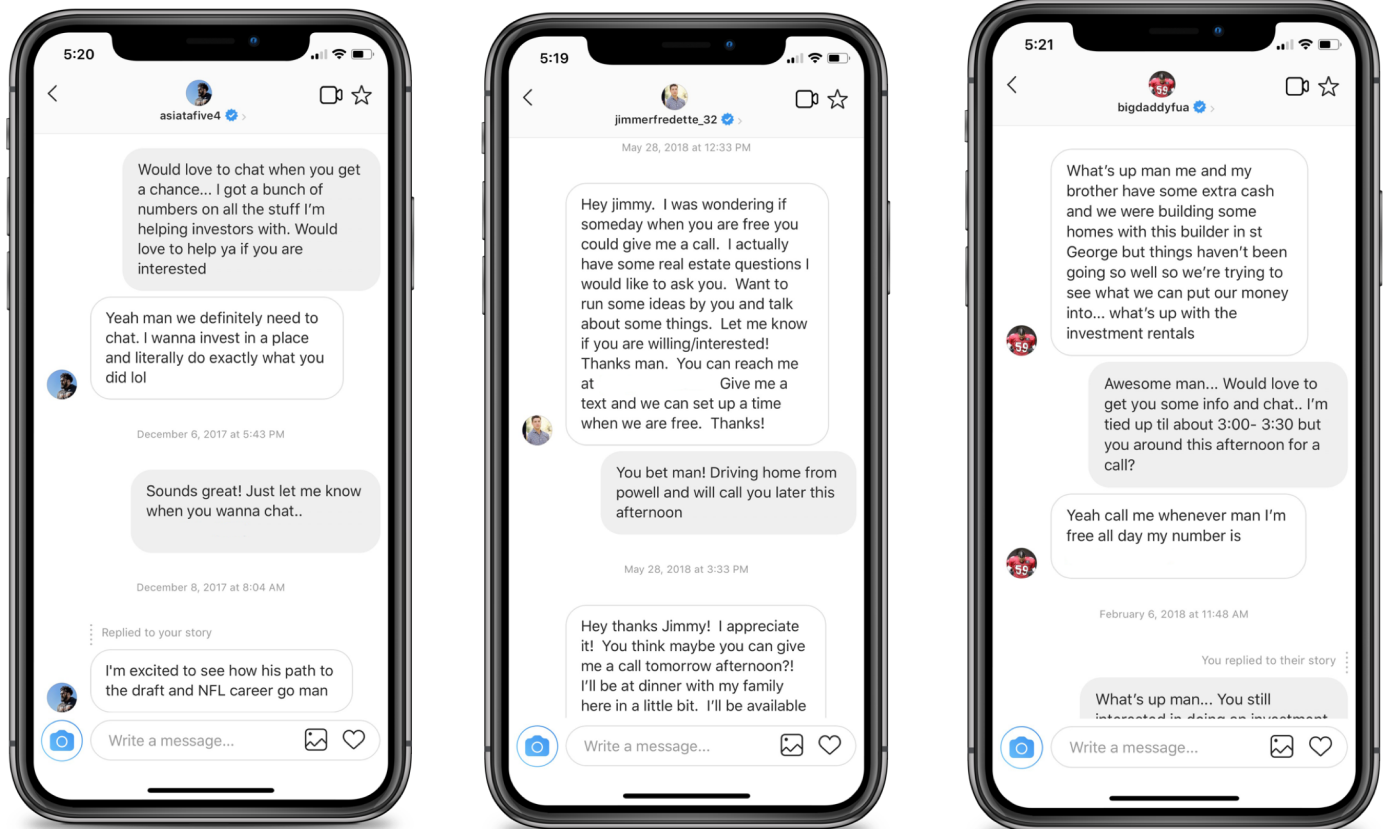 5:20
asiatafive4
Would love to chat when you get
a chance... I got a bunch of
numbers on all the stuff I'm
helping investors with. Would
love to help ya if you are
interested
Yeah man we definitely need to
chat. I wanna invest in a place
and literally do exactly what you
did lol
December 6, 2017 at 5:43 PM
Sounds great! Just let me know
when you wanna chat..
December 8, 2017 at 8:04 AM
Replied to your story
I'm excited to see how his path to
the draft and NFL career go man
Write a message...
5:19
jimmerfredette_32
May 28, 2018 at 12:33 PM
Hey jimmy.  I was wondering if
someday when you are free you
could give me a call.  I actually
have some real estate questions I
would like to ask you.  Want to
run some ideas by you and talk
about some things.  Let me know
if you are willing/interested!
Thanks man.  You can reach me
at Give me a
text and we can set up a time
when we are free.  Thanks!
You bet man! Driving home from
powell and will call you later this
afternoon
May 28, 2018 at 3:33 PM
Hey thanks Jimmy!  I appreciate
it!  You think maybe you can give
me a call tomorrow afternoon?!
I'll be at dinner with my family
here in a little bit.  I'll be available
Write a message...
5:21
bigdaddyfua
What's up man me and my
brother have some extra cash
and we were building some
homes with this builder in st
George but things haven't been
going so well so we're trying to
see what we can put our money
into... what's up with the
investment rentals
Awesome man... Would love to
get you some info and chat.. I'm
tied up til about 3:00- 3:30 but
you around this afternoon for a
call?
Yeah call me whenever man I'm
free all day my number is
February 6, 2018 at 11:48 AM
You replied to their story
What's up man... You still
interested in doing an investment
Write a message...
59
59
59